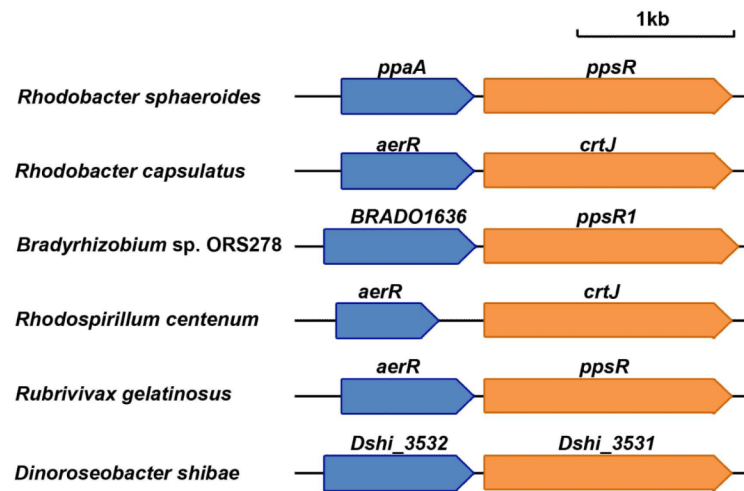 1kb
ppaA ppsR
Rhodobacter sphaeroides
aerR crtJ
Rhodobacter capsulatus
BRADO1636 ppsR1
Bradyrhizobium sp. ORS278
aerR crtJ
Rhodospirillum centenum
aerR ppsR
Rubrivivax gelatinosus
Dshi_3532 Dshi_3531
Dinoroseobacter shibae